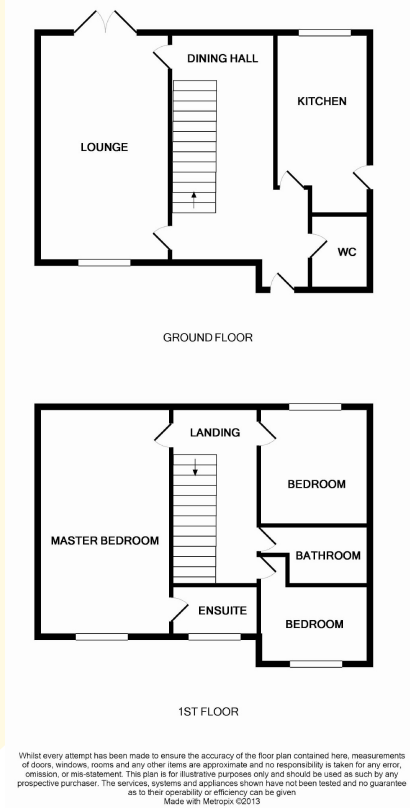 DINING HALL
KITCHEN
LOUNGE
WC
GROUND FLOOR
LANDING
BEDROOM
MASTER BEDROOM
BATHROOM
ENSUITE
BEDROOM
1ST FLOOR
Whilst every attempt has been made to ensure the accuracy of the floor plan contained here, measurements
of doors, windows, rooms and any other items are approximate and no responsibility is taken for any error,
omission, or mis-statement. This plan is for illustrative purposes only and should be used as such by any
prospective purchaser. The services, systems and appliances shown have not been tested and no guarantee
as to their operability or efficiency can be given
Made with Metropix ©2013